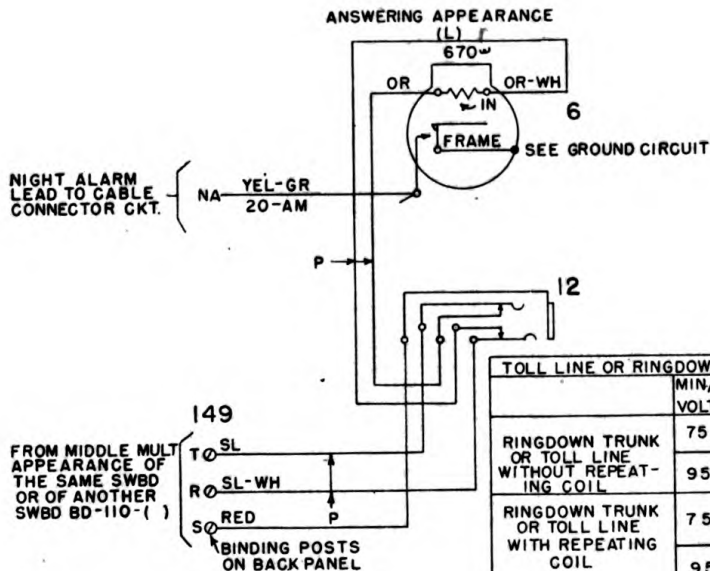 ANSWERING APPEARANCE
(L)
670ω
OR
OR-WH
IN
6
FRAME
SEE GROUND CIRCUIT
NIGHT ALARM
LEAD TO CABLE
CONNECTOR CKT.
NA
YEL-GR
20-AM
P
12
149
FROM MIDDLE MULT
APPEARANCE OF
THE SAME SWBD
OR OF ANOTHER
SWBD BD-110-( )
T SL
R SL-WH
S RED
P
BINDING POSTS
ON BACK PANEL
TOLL LINE OR RINGDOW
MIN.
VOLT
RINGDOWN TRUNK
OR TOLL LINE
WITHOUT REPEAT-
ING COIL
75
95
RINGDOWN TRUNK
OR TOLL LINE
WITH REPEATING
COIL
75
95